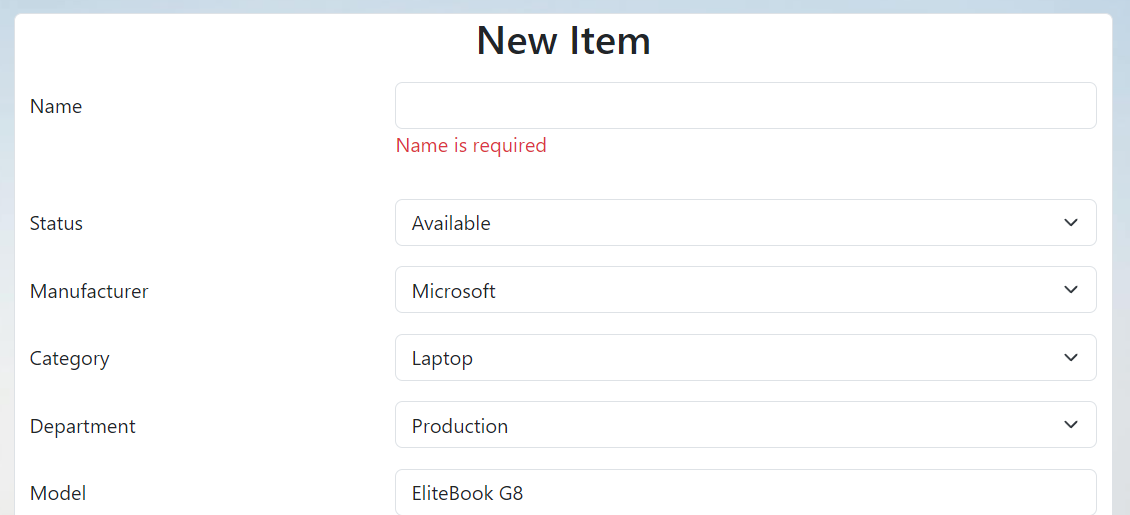 New Item
Name
Name is required
Status Available
Manufacturer Microsoft
Category Laptop
Department Production
Model EliteBook G8